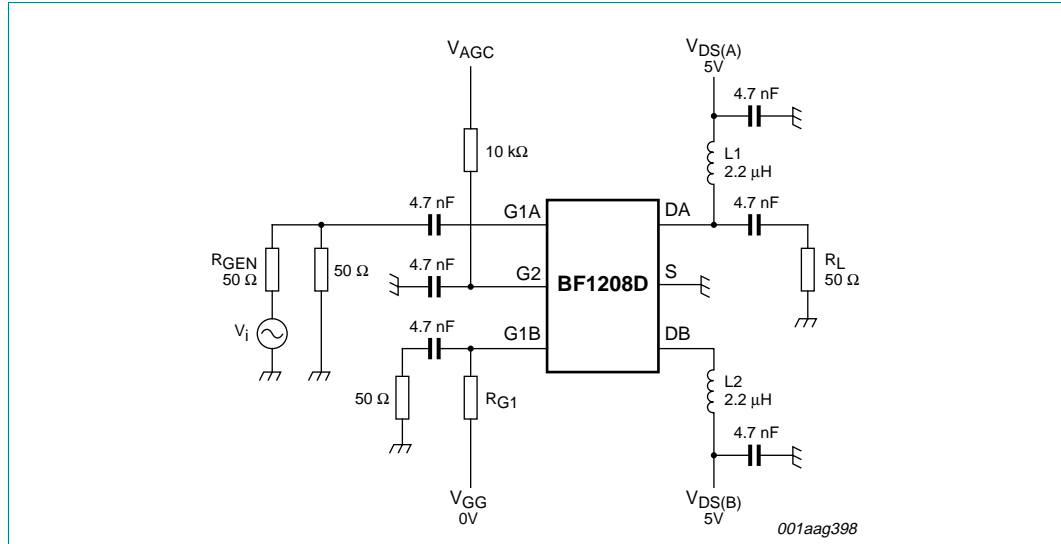 VAGC
VDS(A)
5V
4.7 nF
10 kΩ
L1
2.2 μH
4.7 nF
G1A
DA
4.7 nF
RGEN
50 Ω
50 Ω
4.7 nF
G2
BF1208D
S
RL
50 Ω
Vi
4.7 nF
G1B
DB
50 Ω
RG1
L2
2.2 μH
4.7 nF
VGG
0V
VDS(B)
5V
001aag398